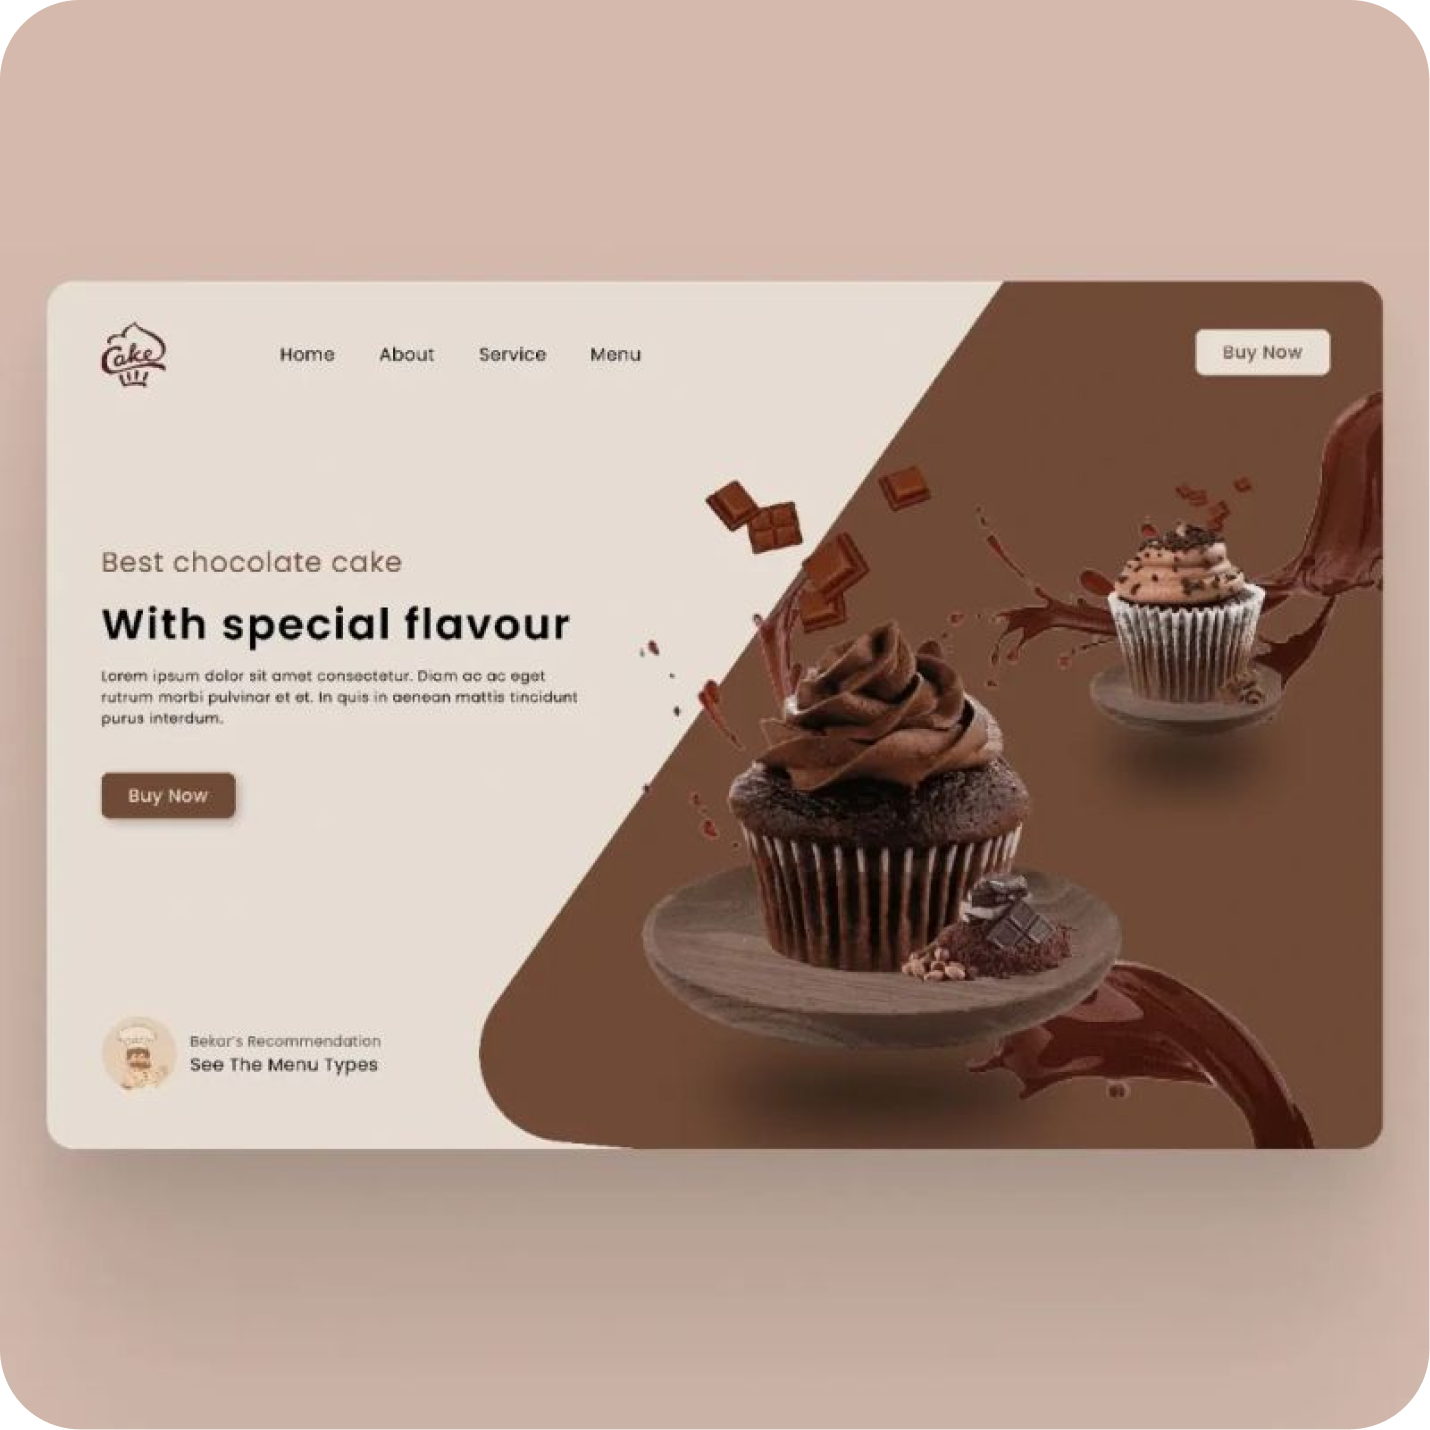 Cake
Home About Service Menu
Buy Now
Best chocolate cake
With special flavour
Lorem ipsum dolor sit amet consectetur. Diam ac ac eget
rutrum morbi pulvinar et et. In quis in aenean mattis tincidunt
purus interdum.
Buy Now
Bekar's Recommendation
See The Menu Types